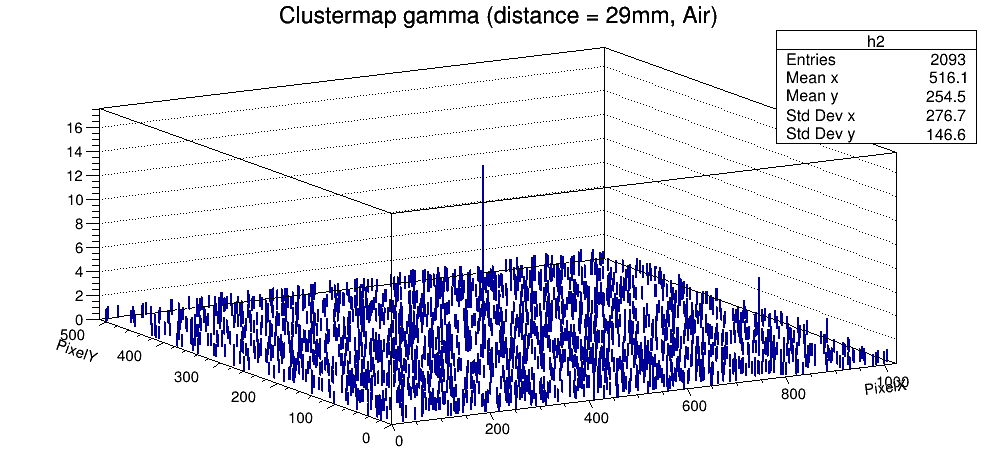 Clustermap gamma (distance = 29mm, Air)
h2
Entries 2093
Mean x 516.1
Mean y 254.5
Std Dev x 276.7
Std Dev y 146.6
16
14
12
10
8
6
4
2
0
500
PixelY
400
300
200
100
0
0
200
400
600
800
1000
PixelX